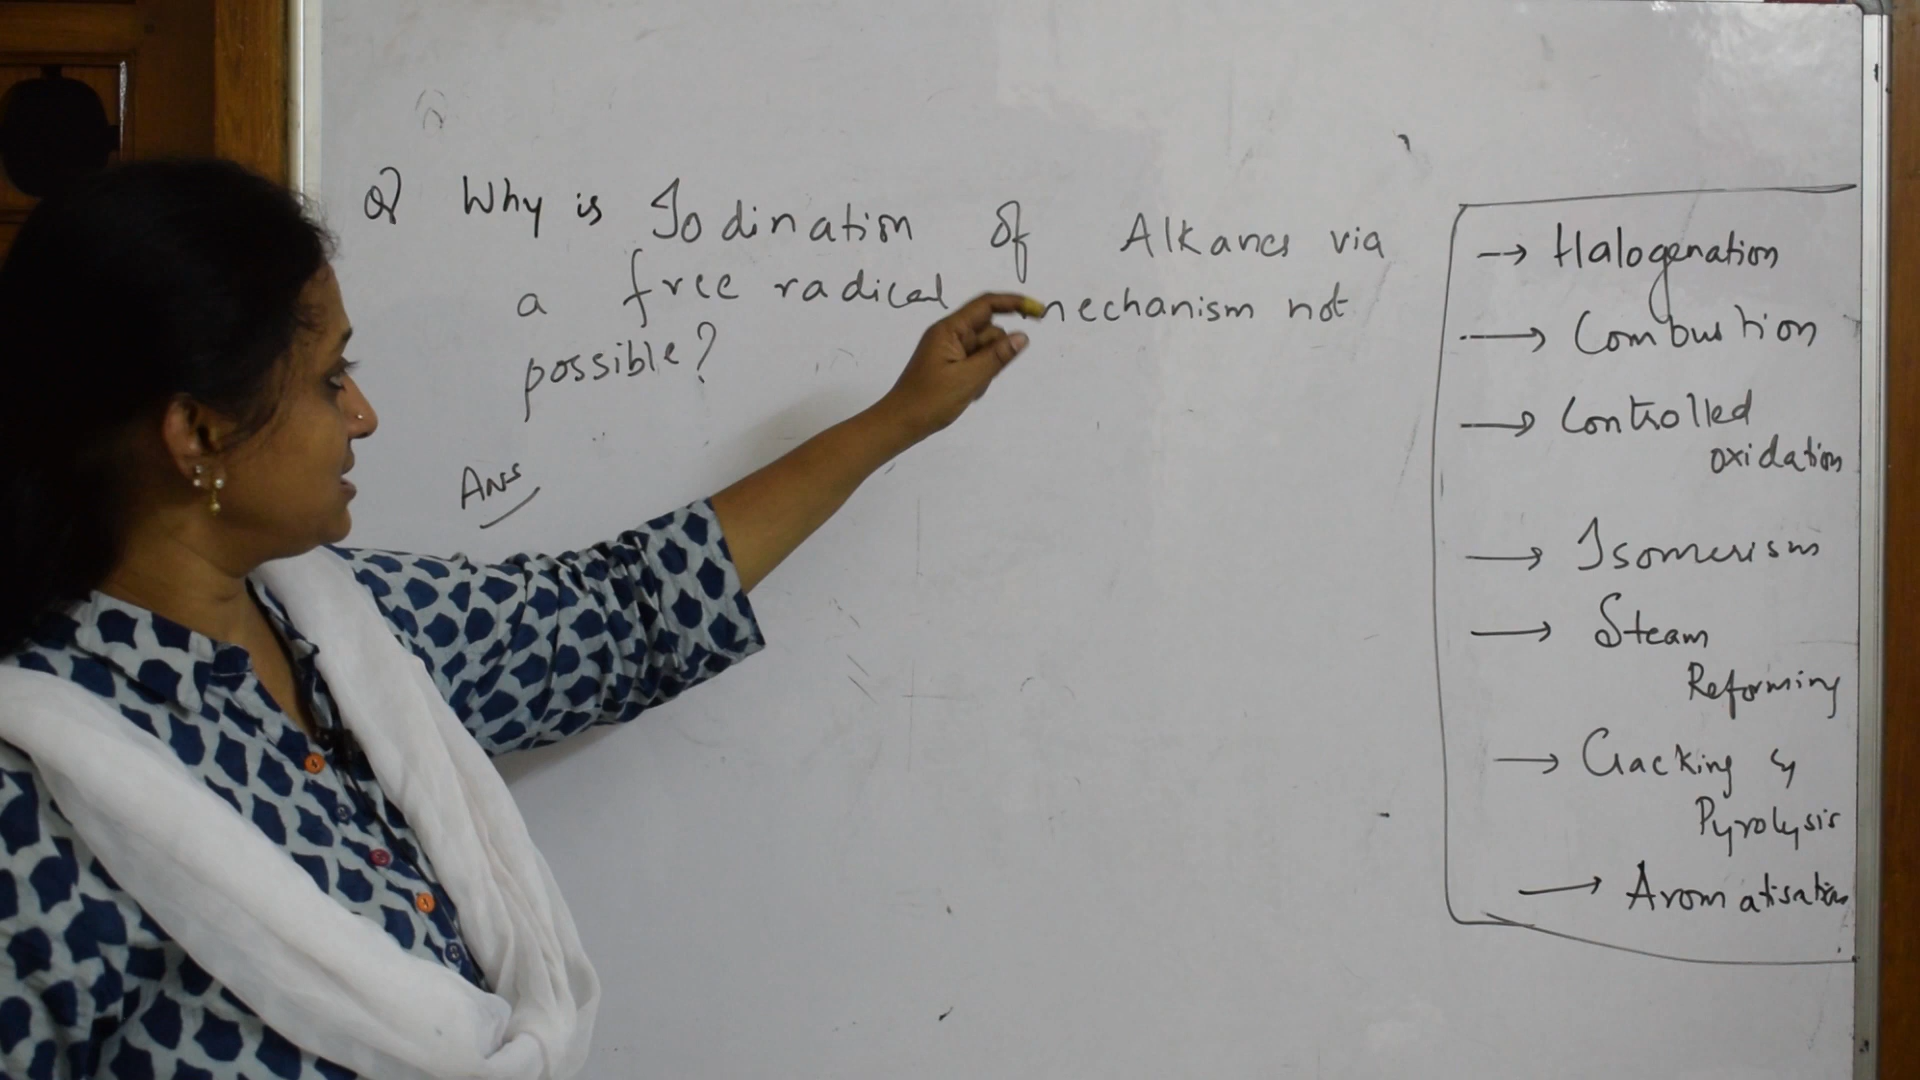 Q) Why is Iodination of Alkanes via
a free radical mechanism not
possible?
Ans
→ Halogenation
→ Combustion
→ Controlled
oxidation
→ Isomerism
→ Steam
Reforming
→ Cracking &
Pyrolysis
→ Aromatisation